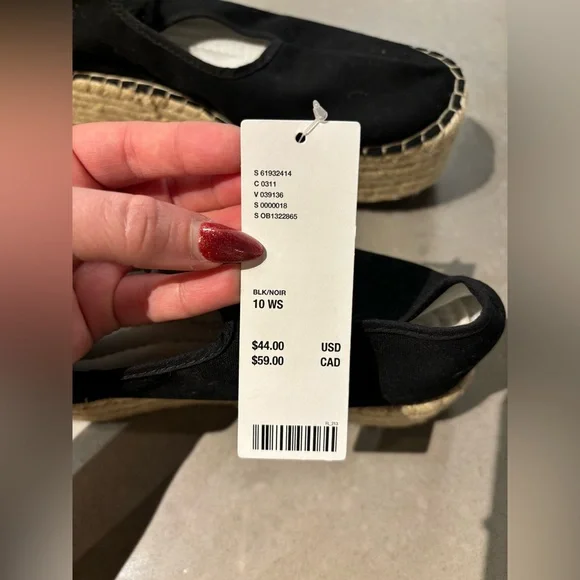 S 61932414
C 0311
V 039136
S 0000018
S OB1322865
BLK/NOIR
10 WS
$44.00 USD
$59.00 CAD